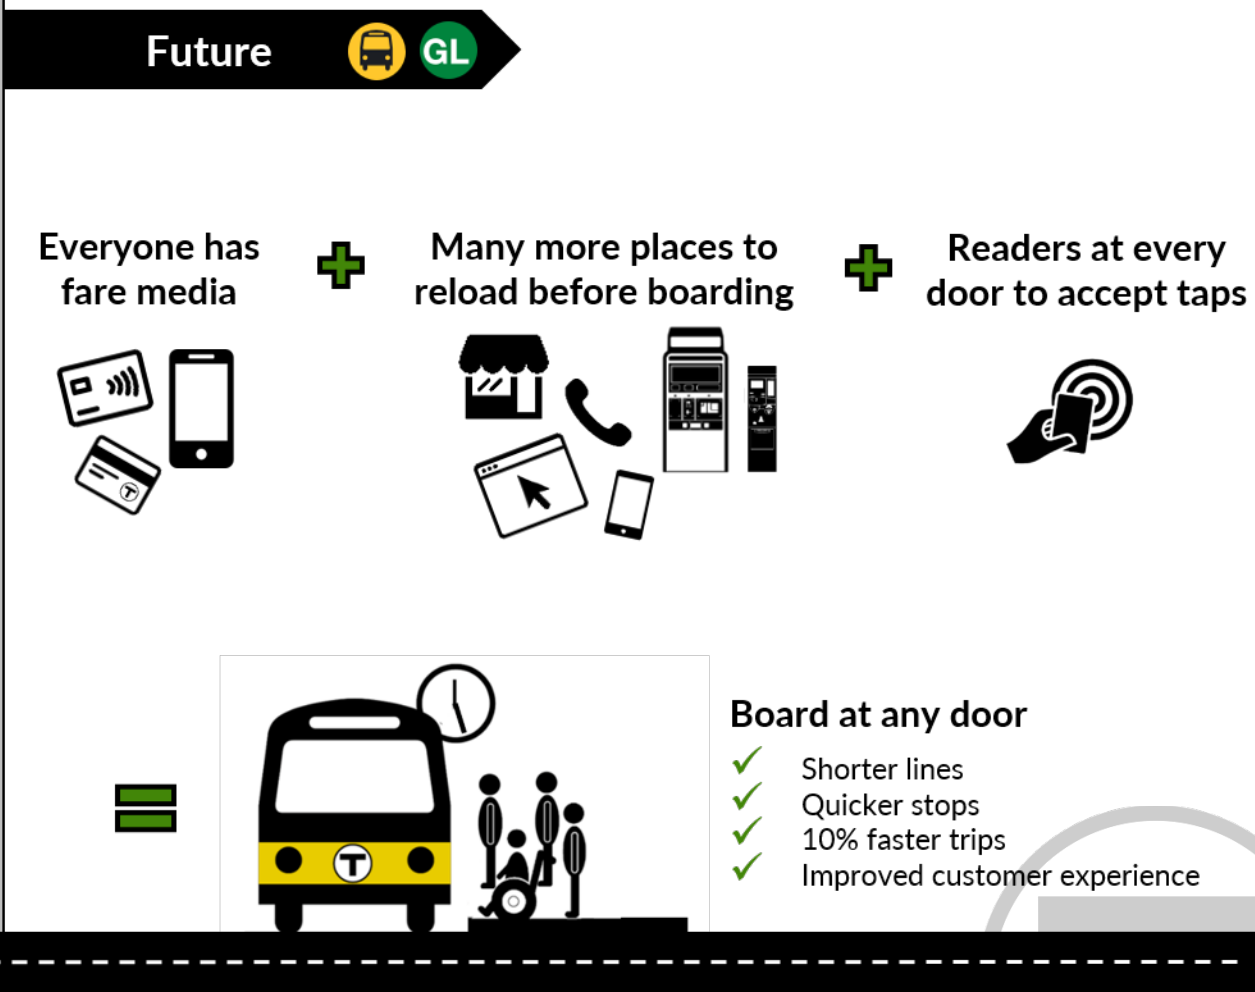 Future
GL
Everyone has
fare media
Many more places to
reload before boarding
Readers at every
door to accept taps
T
T
Board at any door
Shorter lines
Quicker stops
10% faster trips
Improved customer experience